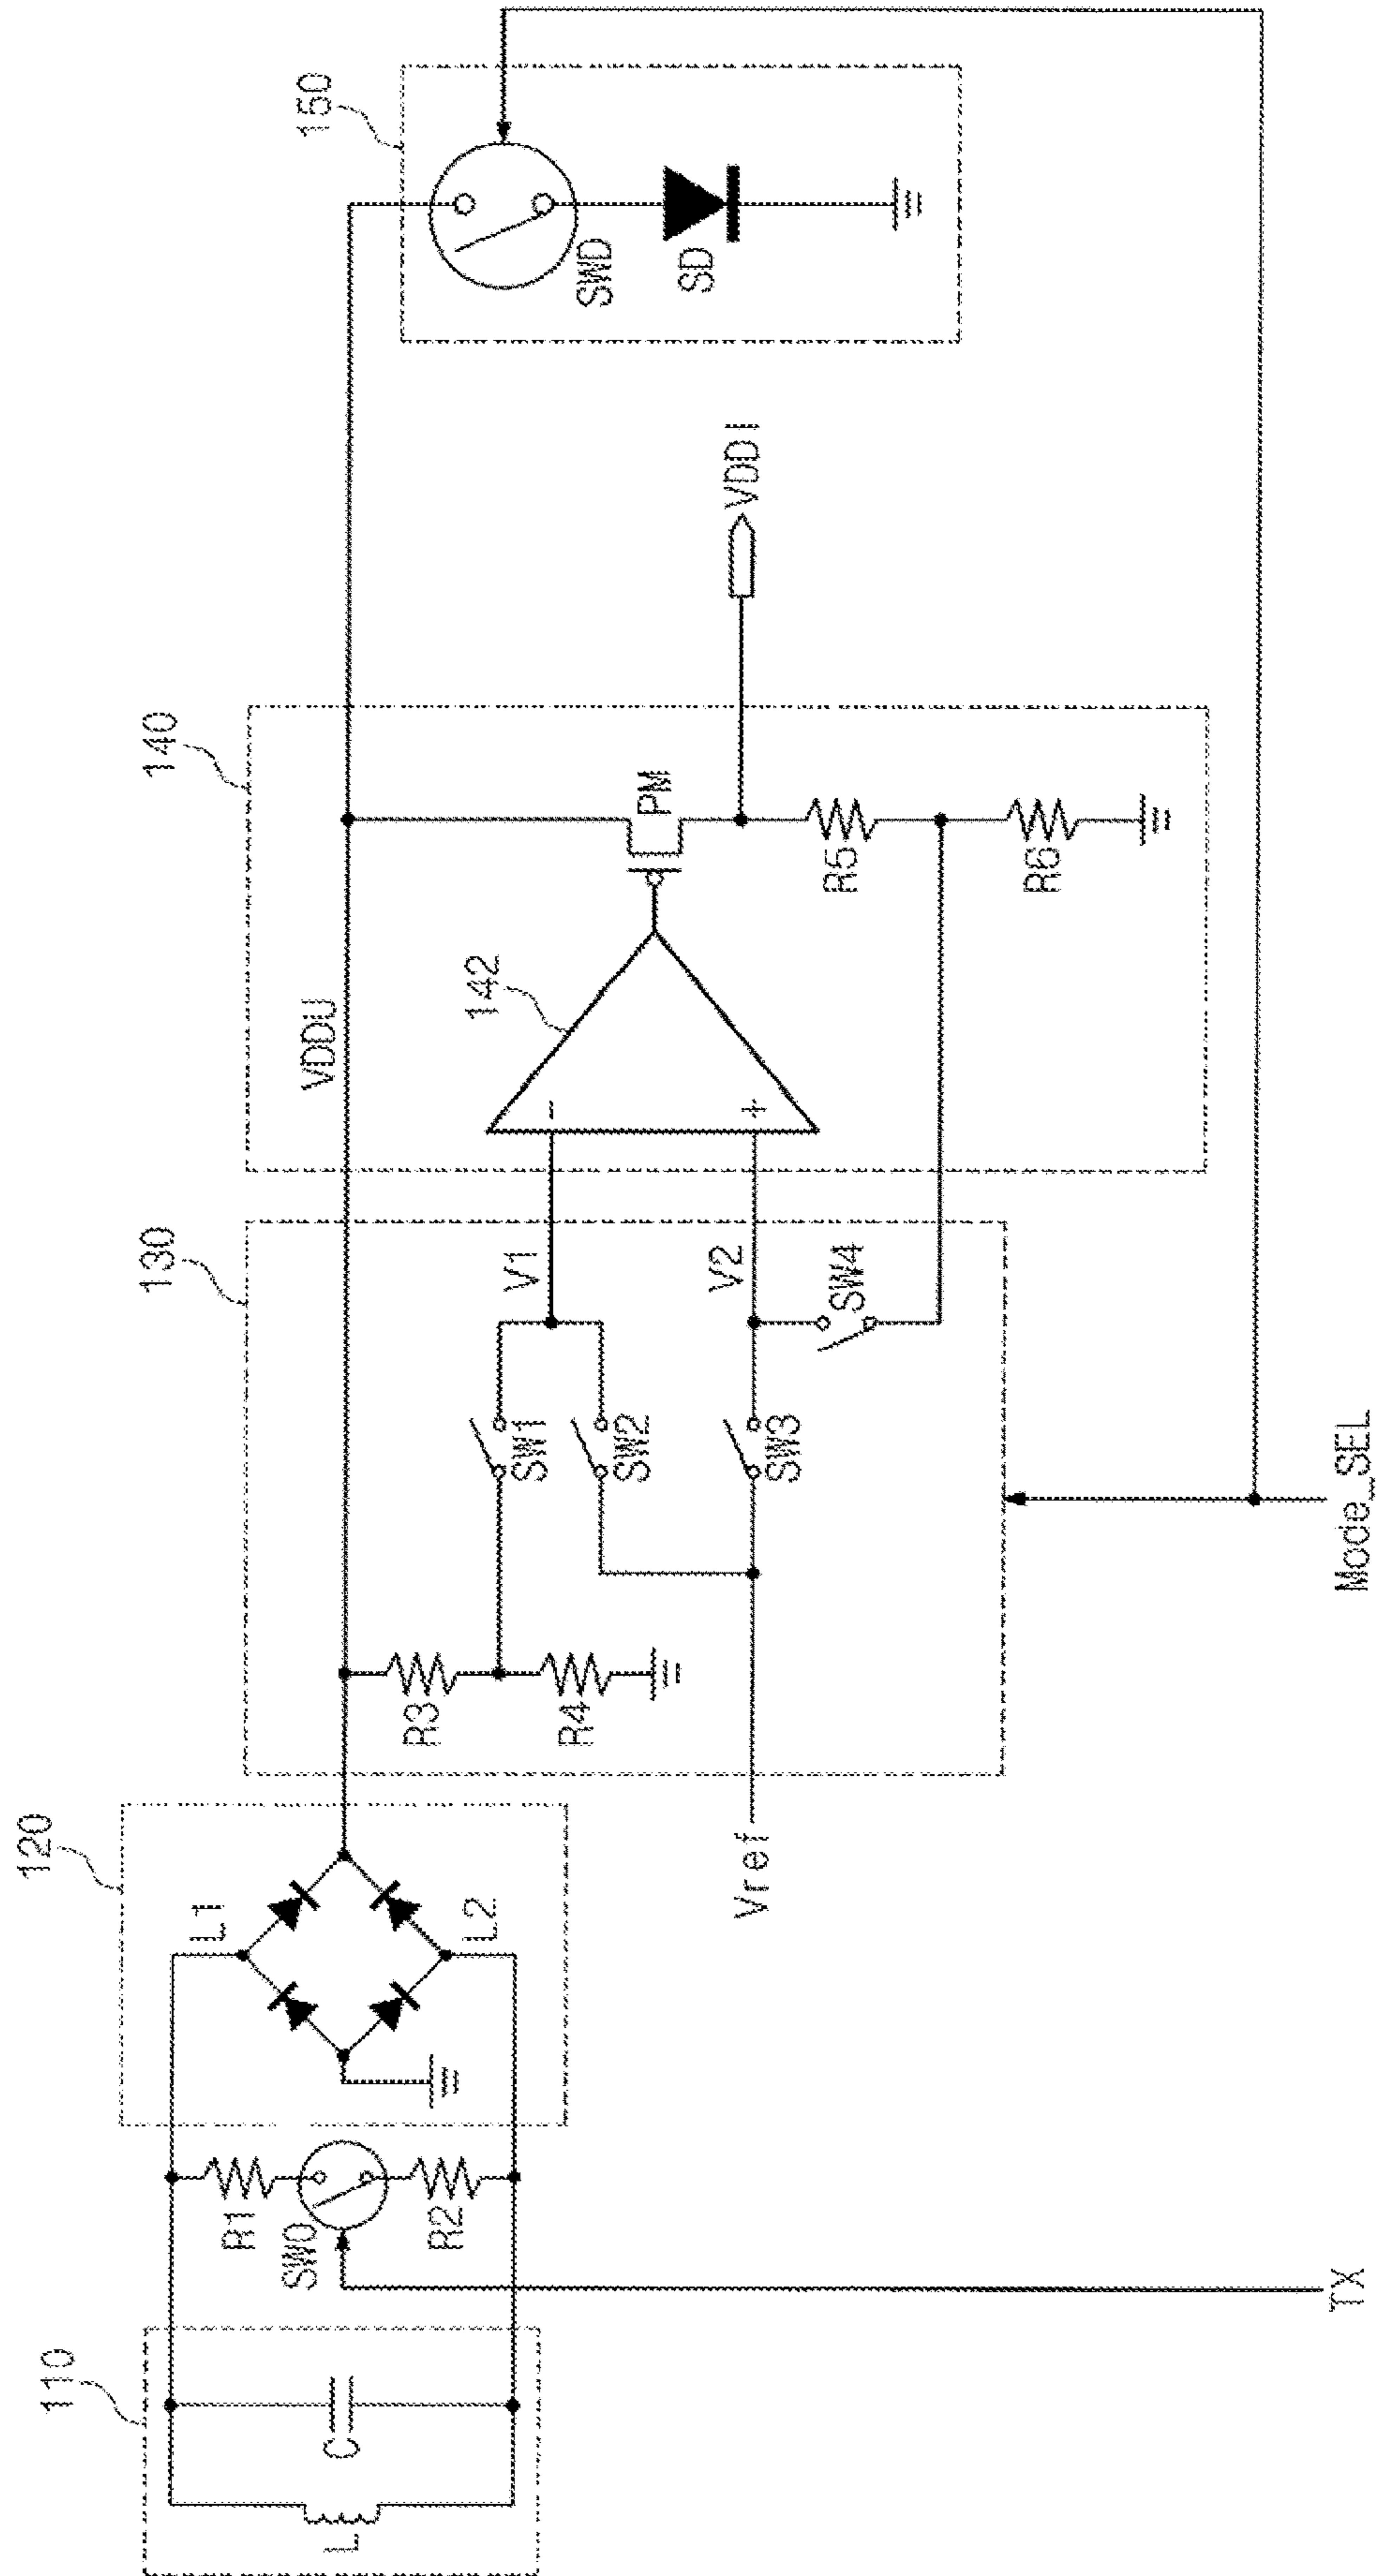 110
L
C
TX
R1
SW0
R2
120
L1
L2
130
R3
R4
Vref
SW1
SW2
SW3
SW4
V1
V2
Mode_SEL
140
VDDU
142
-
+
PM
R5
R6
VDDI
150
SWD
SD